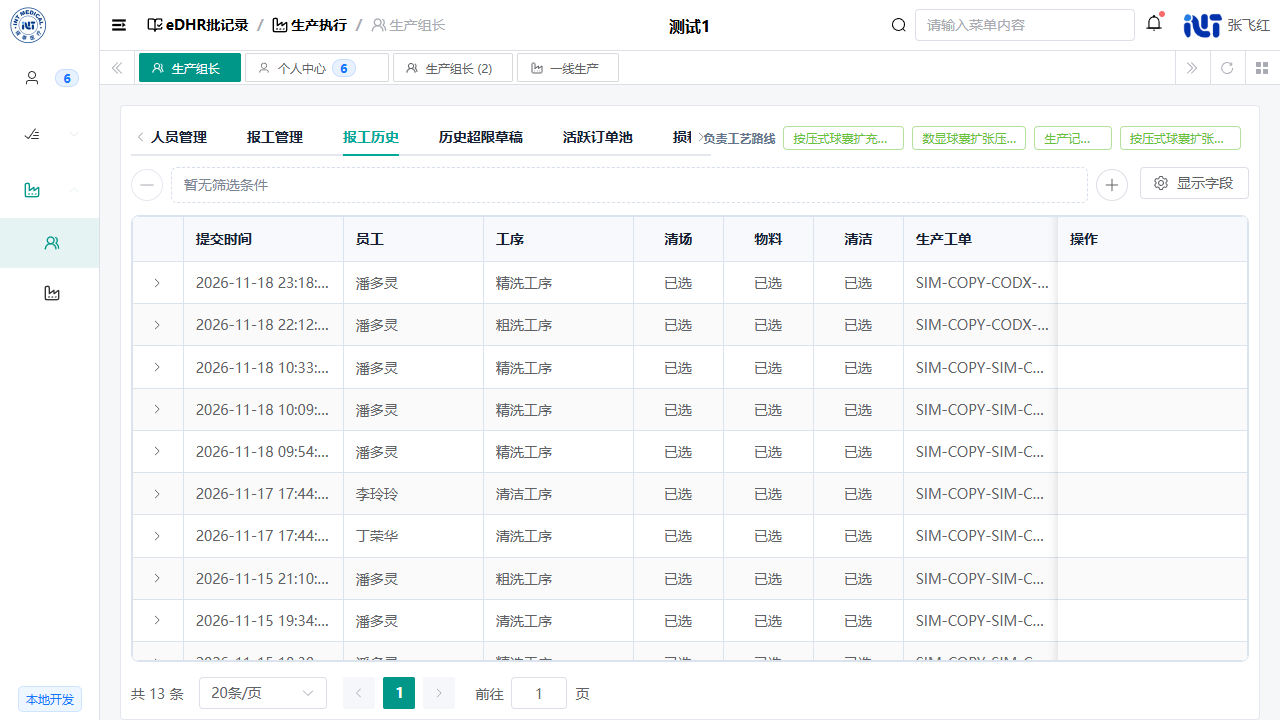 eDHR批记录 / 生产执行 / 生产组长
测试1
请输入菜单内容
张飞红
6
生产组长
个人中心 6
生产组长 (2)
一线生产
人员管理 报工管理 报工历史 历史超限草稿 活跃订单池
负责工艺路线 按压式球囊扩充... 数显球囊扩张压... 生产记... 按压式球囊扩张...
暂无筛选条件
显示字段
提交时间 员工 工序 清场 物料 清洁 生产工单 操作
2026-11-18 23:18:... 潘多灵 精洗工序 已选 已选 已选 SIM-COPY-CODX-...
2026-11-18 22:12:... 潘多灵 粗洗工序 已选 已选 已选 SIM-COPY-CODX-...
2026-11-18 10:33:... 潘多灵 精洗工序 已选 已选 已选 SIM-COPY-SIM-C...
2026-11-18 10:09:... 潘多灵 精洗工序 已选 已选 已选 SIM-COPY-SIM-C...
2026-11-18 09:54:... 潘多灵 精洗工序 已选 已选 已选 SIM-COPY-SIM-C...
2026-11-17 17:44:... 李玲玲 清洁工序 已选 已选 已选 SIM-COPY-SIM-C...
2026-11-17 17:44:... 丁荣华 清洗工序 已选 已选 已选 SIM-COPY-SIM-C...
2026-11-15 21:10:... 潘多灵 粗洗工序 已选 已选 已选 SIM-COPY-SIM-C...
2026-11-15 19:34:... 潘多灵 清洗工序 已选 已选 已选 SIM-COPY-SIM-C...
共 13 条 20条/页 1 前往 1 页
本地开发